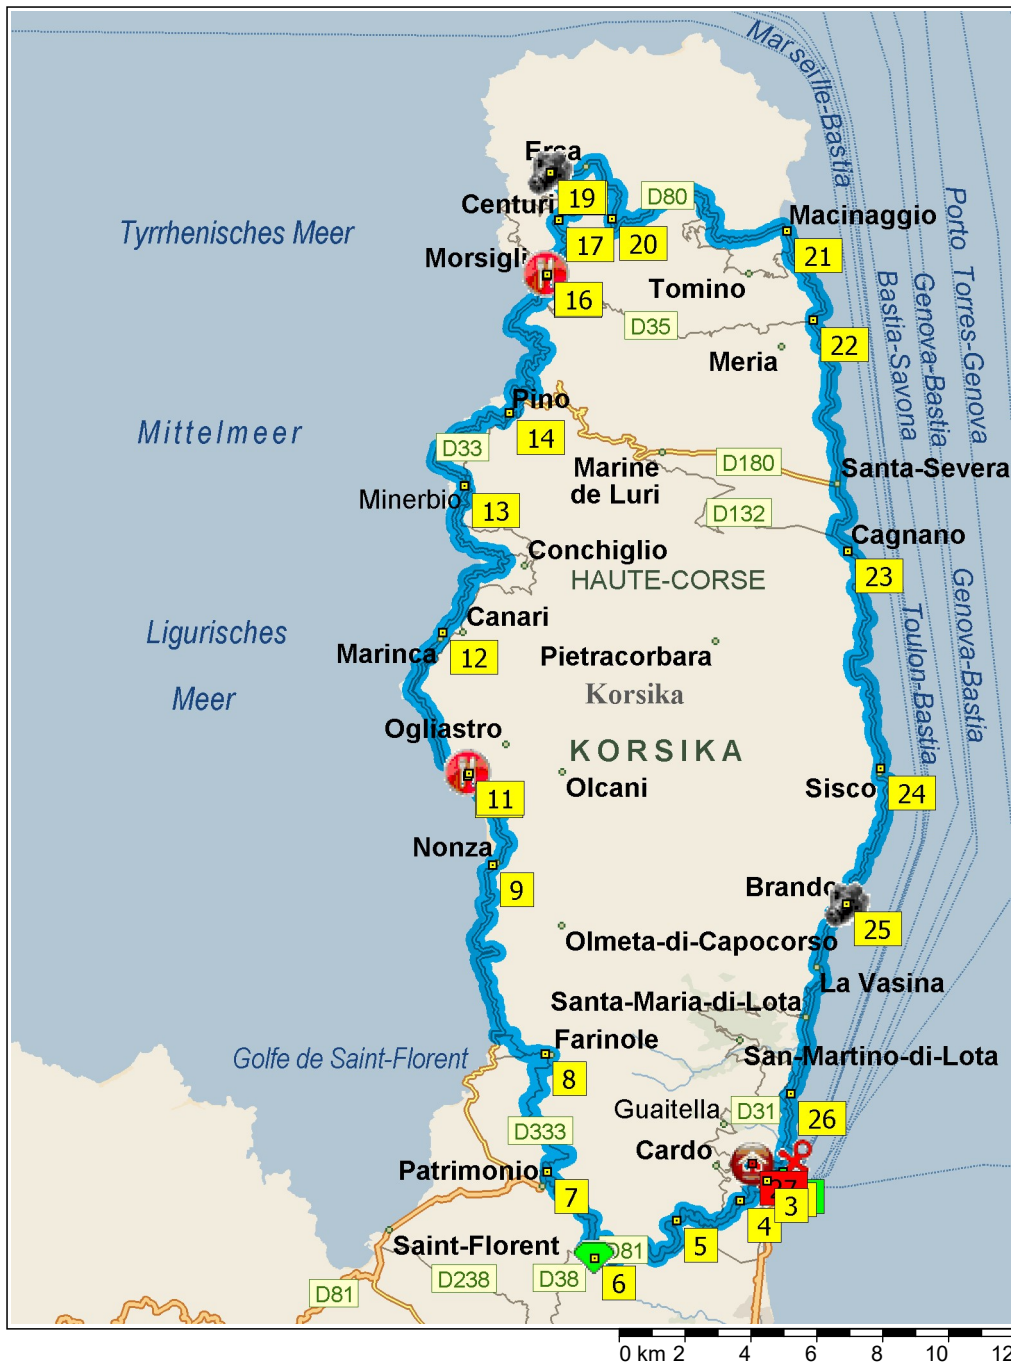 Marseille-Bastia
Ersa
Centuri
19
D80
Macinaggio
Porto Torres-Genova
Tyrrhenisches Meer
17
20
21
Morsigli
Genova-Bastia
Bastia-Savona
16
Tomino
D35
22
Meria
Pino
Mittelmeer
14
D33
Marine
de Luri
D180
Santa-Severa
Minerbio
13
D132
Cagnano
Conchiglio
HAUTE-CORSE
23
Genova-Bastia
Toulon-Bastia
Ligurisches
Meer
Canari
Marinca
12
Pietracorbara
Korsika
Ogliastro
KORSIKA
Olcani
11
Sisco
24
Nonza
9
Brando
25
Olmeta-di-Capocorso
La Vasina
Santa-Maria-di-Lota
Golfe de Saint-Florent
Farinole
San-Martino-di-Lota
8
Guaitella
D31
26
D333
Cardo
Patrimonio
27
7
3
4
5
Saint-Florent
D81
D81
D238
D38
6
0 km 2 4 6 8 10 12